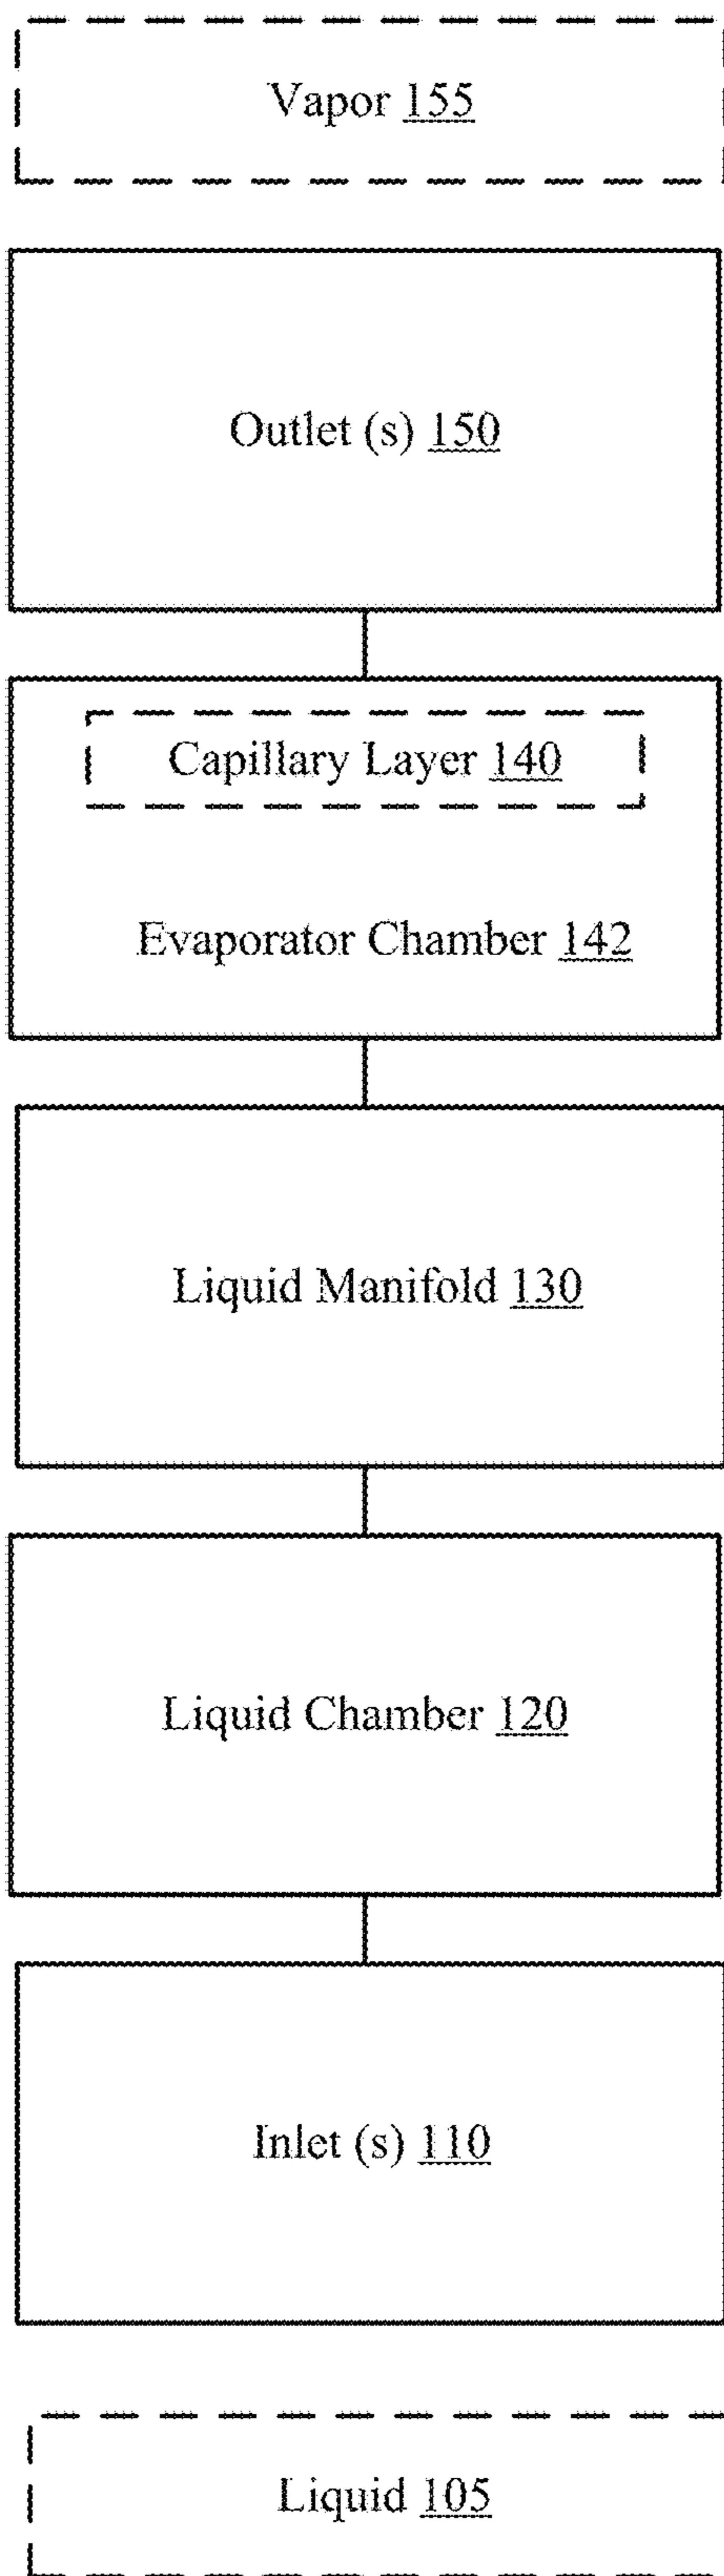 Vapor 155
Outlet (s) 150
Capillary Layer 140
Evaporator Chamber 142
Liquid Manifold 130
Liquid Chamber 120
Inlet (s) 110
Liquid 105